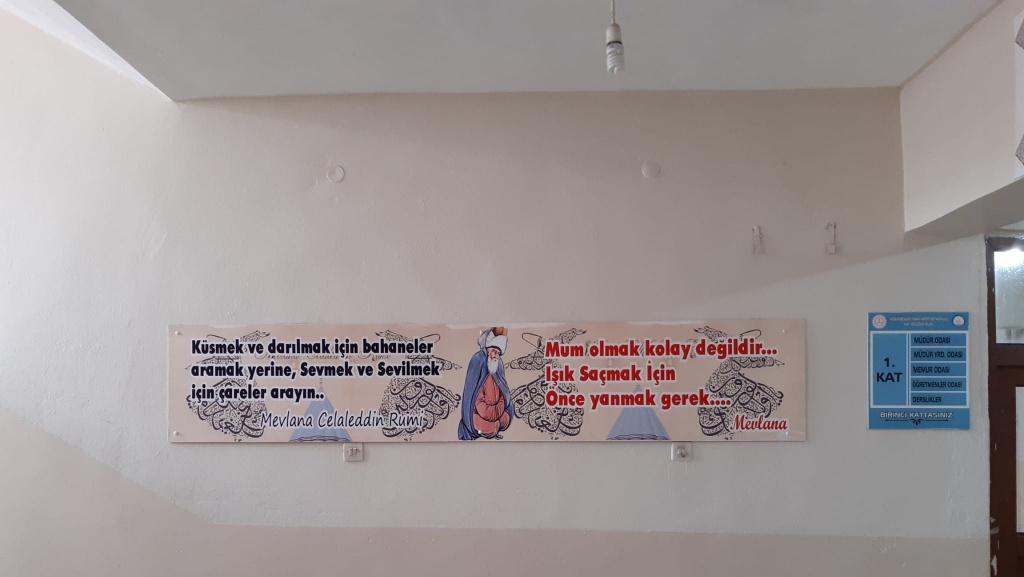 Küsmek ve darılmak için bahaneler
aramak yerine, Sevmek ve Sevilmek
için çareler arayın..
Mevlana Celaleddin Rumi
Mum olmak kolay değildir...
Işık Saçmak İçin
Önce yanmak gerek....
Mevlana
1.
KAT
MÜDÜR ODASI
MÜDÜR YRD. ODASI
MEMUR ODASI
ÖĞRETMENLER ODASI
DERSLİKLER
BİRİNCİ KATTASINIZ